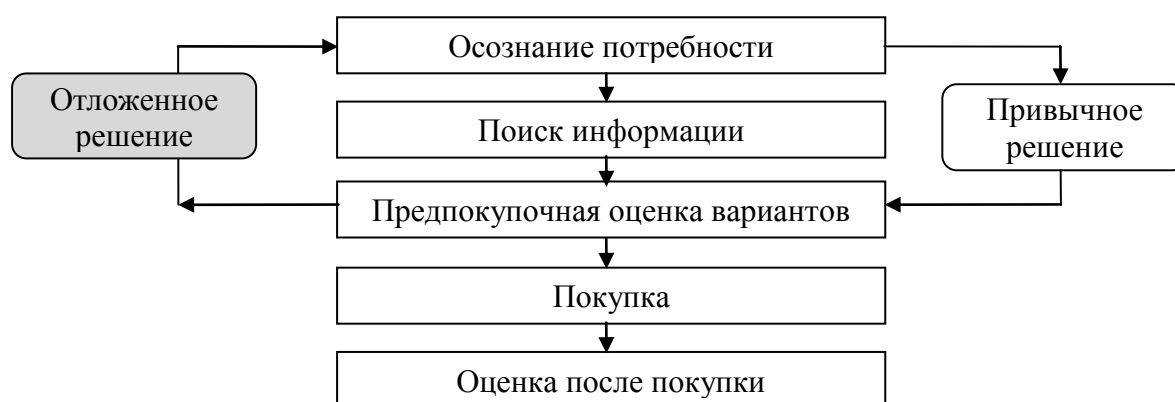 Осознание потребности
Отложенное
решение
Поиск информации
Привычное
решение
Предпокупочная оценка вариантов
Покупка
Оценка после покупки